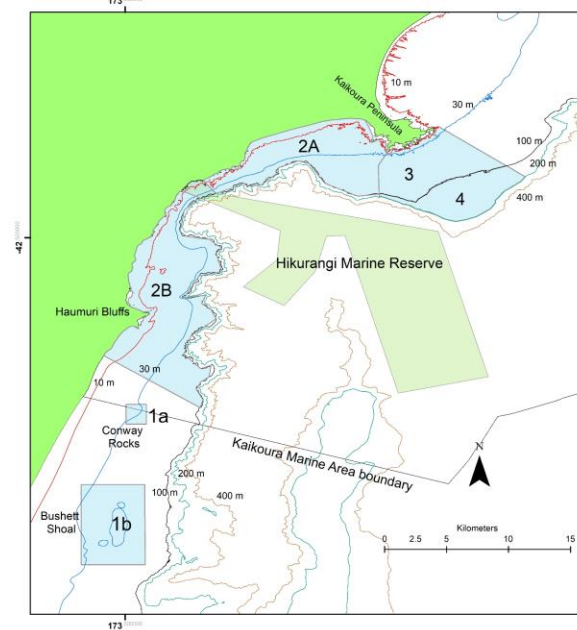 173
Kaikoura Peninsula
10 m
30 m
2A
3
100 m
200 m
4
400 m
-42
Hikurangi Marine Reserve
2B
Haumuri Bluffs
30 m
10 m
1a
Conway
Rocks
Kaikoura Marine Area boundary
N
200 m
100 m
400 m
Bushett
Shoal
1b
Kilometers
0 2.5 5 10 15
173